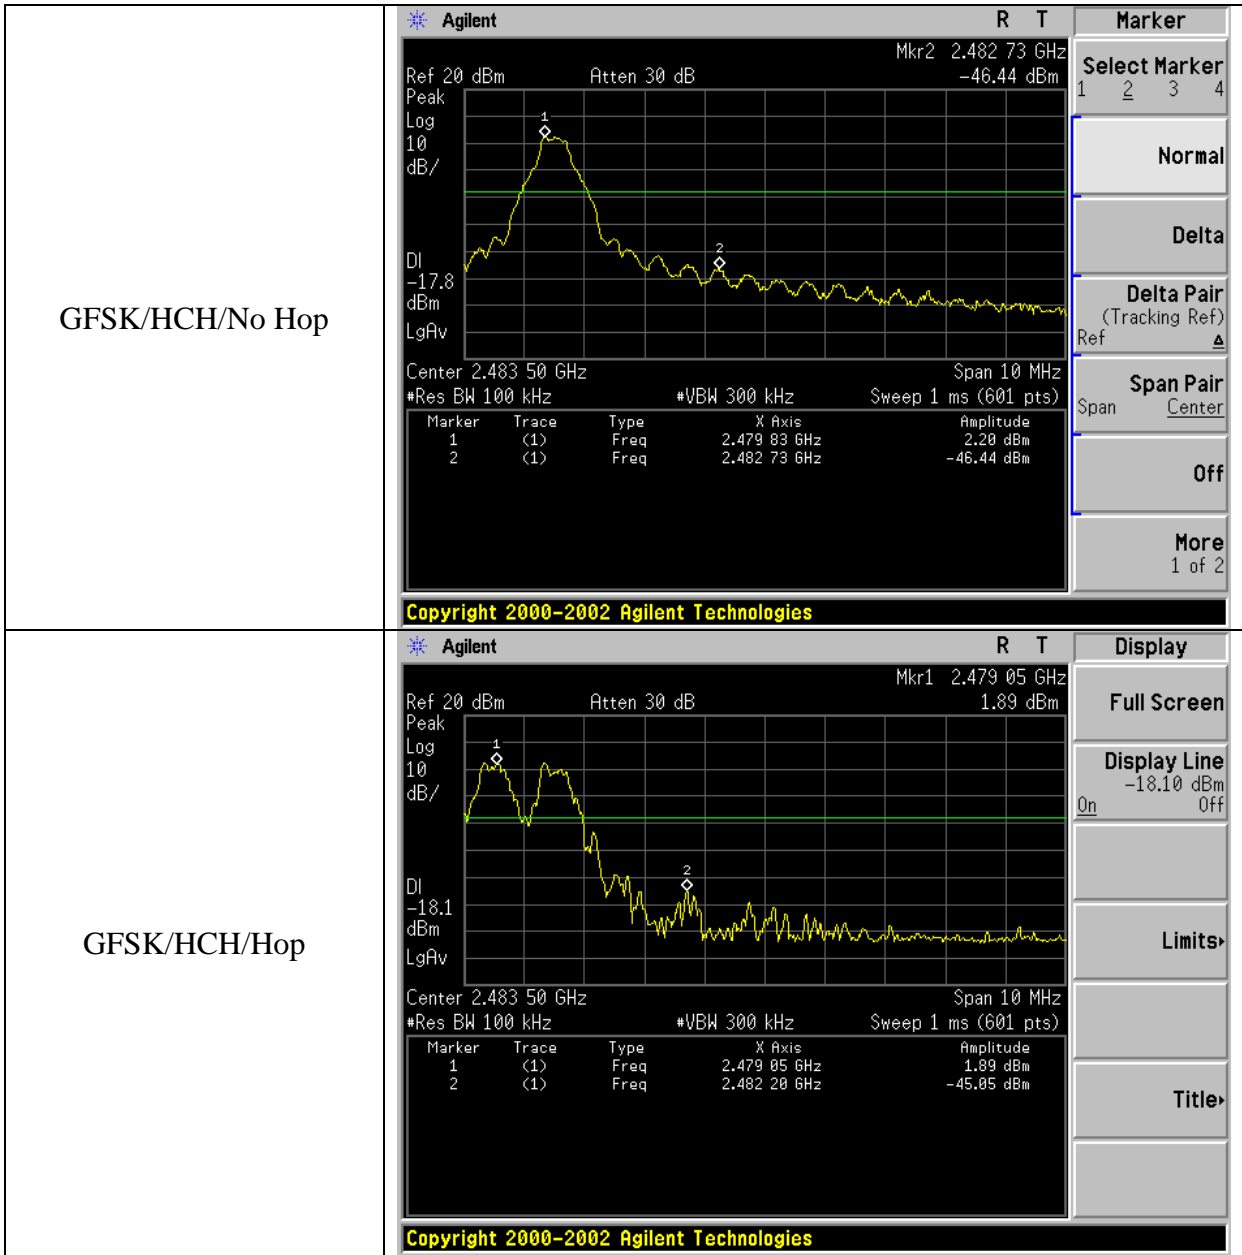 GFSK/HCH/No Hop
Agilent R T Marker
Mkr2 2.482 73 GHz
Ref 20 dBm Atten 30 dB -46.44 dBm
Peak
Log
10
dB/
1
2
DI
-17.8
dBm
LgAv
Center 2.483 50 GHz Span 10 MHz
#Res BW 100 kHz #VBW 300 kHz Sweep 1 ms (601 pts)
Marker Trace Type X Axis Amplitude
1 (1) Freq 2.479 83 GHz 2.20 dBm
2 (1) Freq 2.482 73 GHz -46.44 dBm
Select Marker
1 2 3 4
Normal
Delta
Delta Pair
(Tracking Ref)
Ref Δ
Span Pair
Span Center
Off
More
1 of 2
Copyright 2000-2002 Agilent Technologies
GFSK/HCH/Hop
Agilent R T Display
Mkr1 2.479 05 GHz
Ref 20 dBm Atten 30 dB 1.89 dBm
Peak
Log
10
dB/
1
2
DI
-18.1
dBm
LgAv
Center 2.483 50 GHz Span 10 MHz
#Res BW 100 kHz #VBW 300 kHz Sweep 1 ms (601 pts)
Marker Trace Type X Axis Amplitude
1 (1) Freq 2.479 05 GHz 1.89 dBm
2 (1) Freq 2.482 20 GHz -45.05 dBm
Full Screen
Display Line
-18.10 dBm
On Off
Limits
Title
Copyright 2000-2002 Agilent Technologies